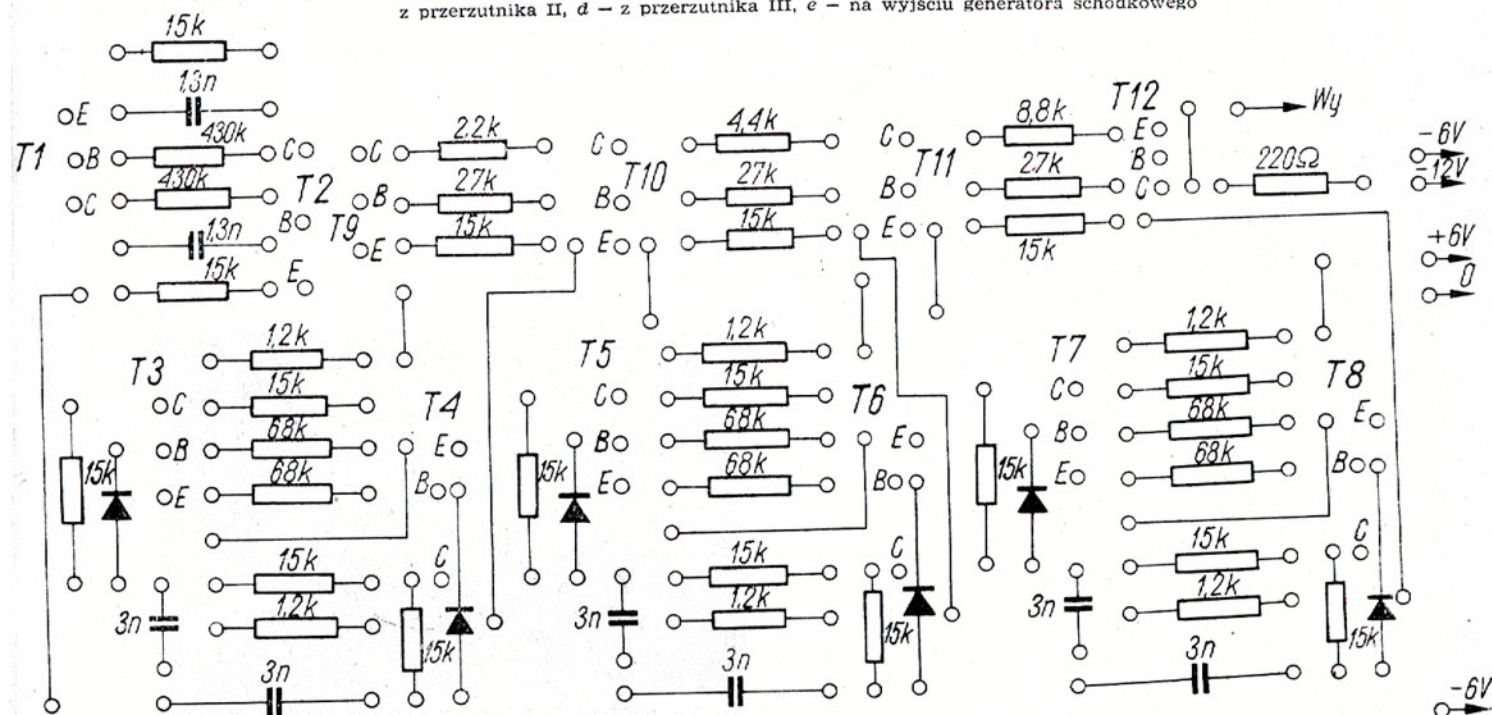 z przerzutnika II, d — z przerzutnika III, e — na wyjściu generatora schodkowego
15k
1,3n
E
430k
T1 B
C
430k
1,3n
15k
C
T2
B
E
C
B
T9
E
2,2k
27k
15k
C
T10
B
E
4,4k
27k
15k
C
T11
B
E
8,8k
27k
15k
T12
E
B
C
Wy
220Ω
-6V
-12V
+6V
0
T3
C
B
E
1,2k
15k
68k
68k
15k
T4
E
B
C
15k
1,2k
3n
3n
15k
T5
C
B
E
1,2k
15k
68k
68k
15k
T6
E
B
C
15k
1,2k
3n
3n
15k
T7
C
B
E
1,2k
15k
68k
68k
15k
T8
E
B
C
15k
1,2k
3n
3n
15k
-6V